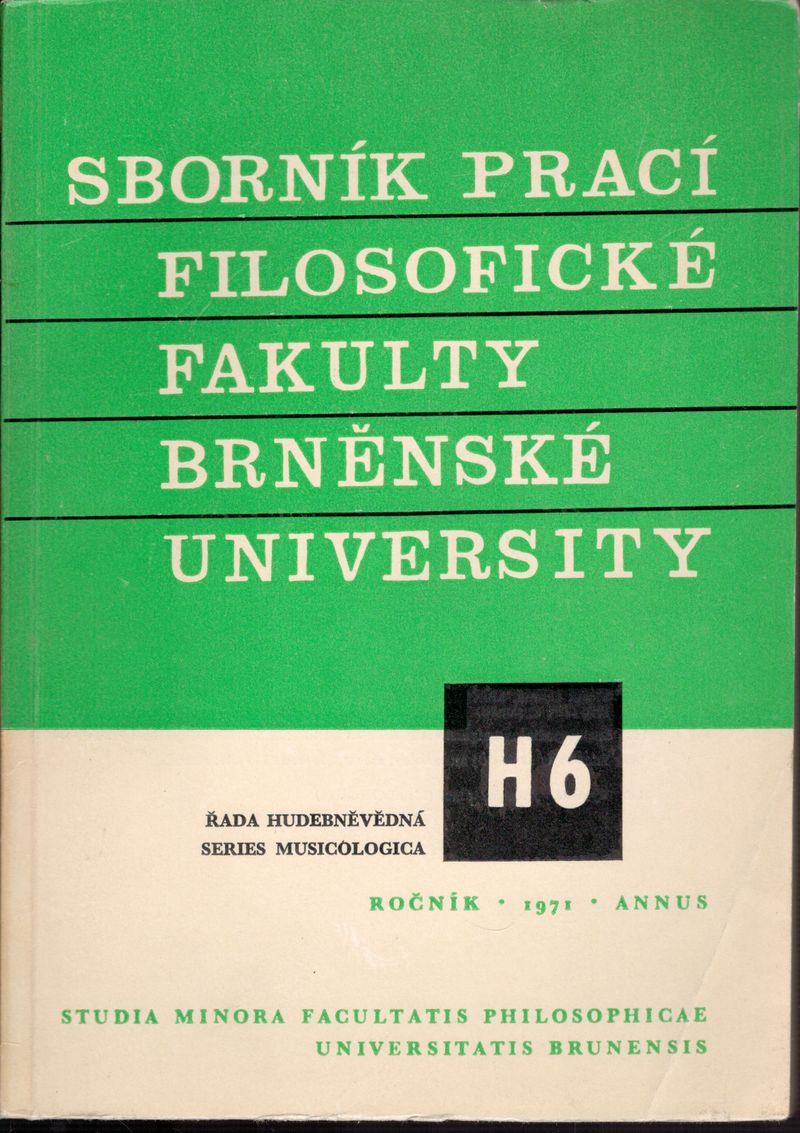 SBORNÍK PRACÍ
FILOSOFICKÉ
FAKULTY
BRNĚNSKÉ
UNIVERSITY
H6
ŘADA HUDEBNĚVĚDNÁ
SERIES MUSICOLOGICA
ROČNÍK • 1971 • ANNUS
STUDIA MINORA FACULTATIS PHILOSOPHICAE
UNIVERSITATIS BRUNENSIS